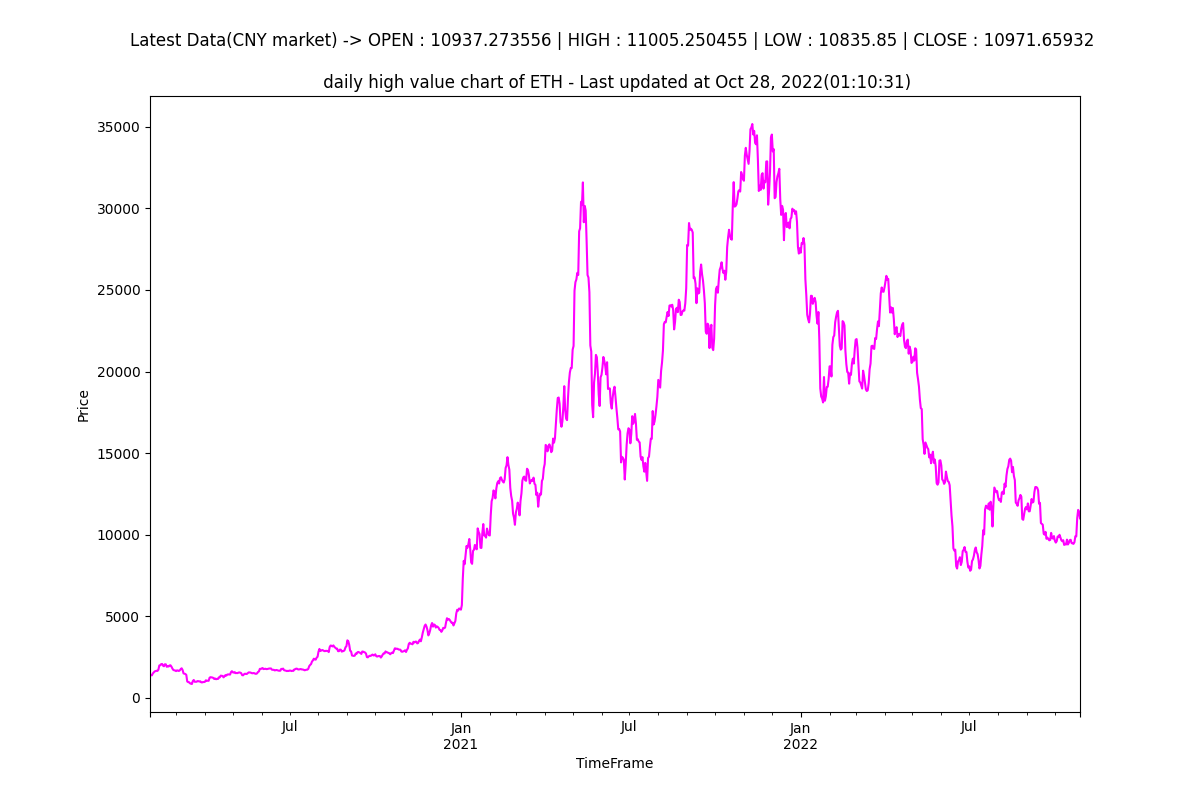 Latest Data(CNY market) -> OPEN : 10937.273556 | HIGH : 11005.250455 | LOW : 10835.85 | CLOSE : 10971.65932
daily high value chart of ETH - Last updated at Oct 28, 2022(01:10:31)
35000
30000
25000
20000
15000
10000
5000
0
Price
Jul
Jan
2021
Jul
Jan
2022
Jul
TimeFrame